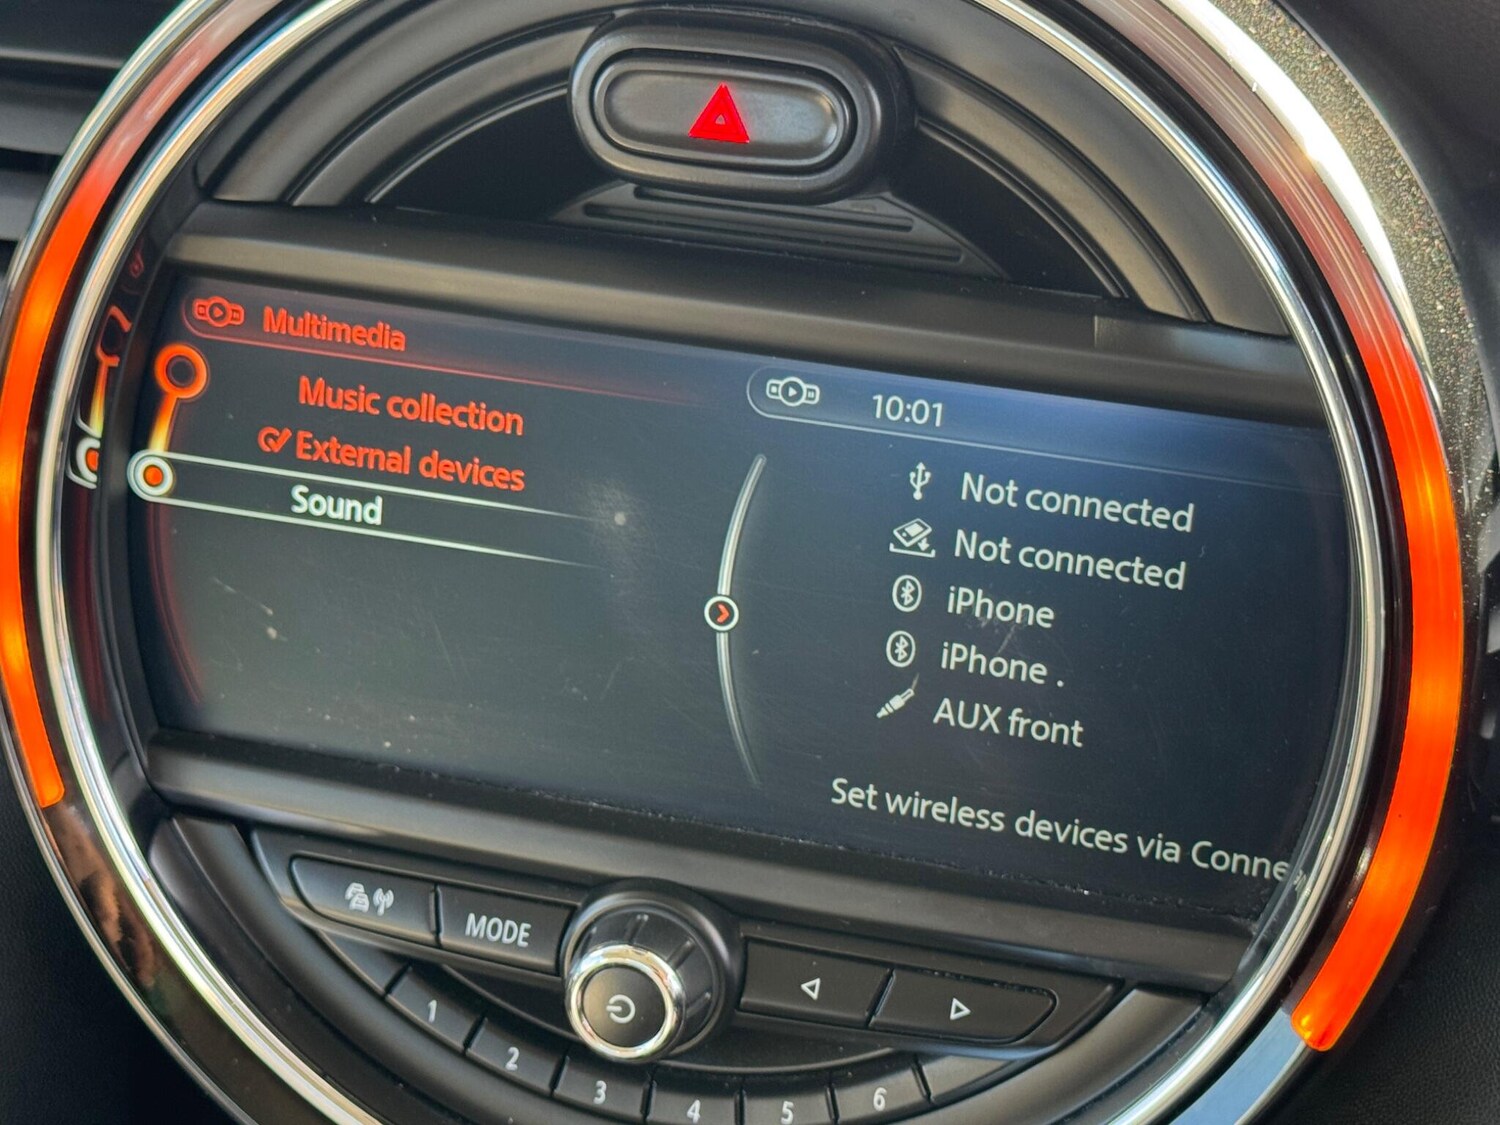 Multimedia
Music collection
External devices
Sound
10:01
Not connected
Not connected
iPhone
iPhone .
AUX front
Set wireless devices via Conne
MODE
1
2
3
4
5
6